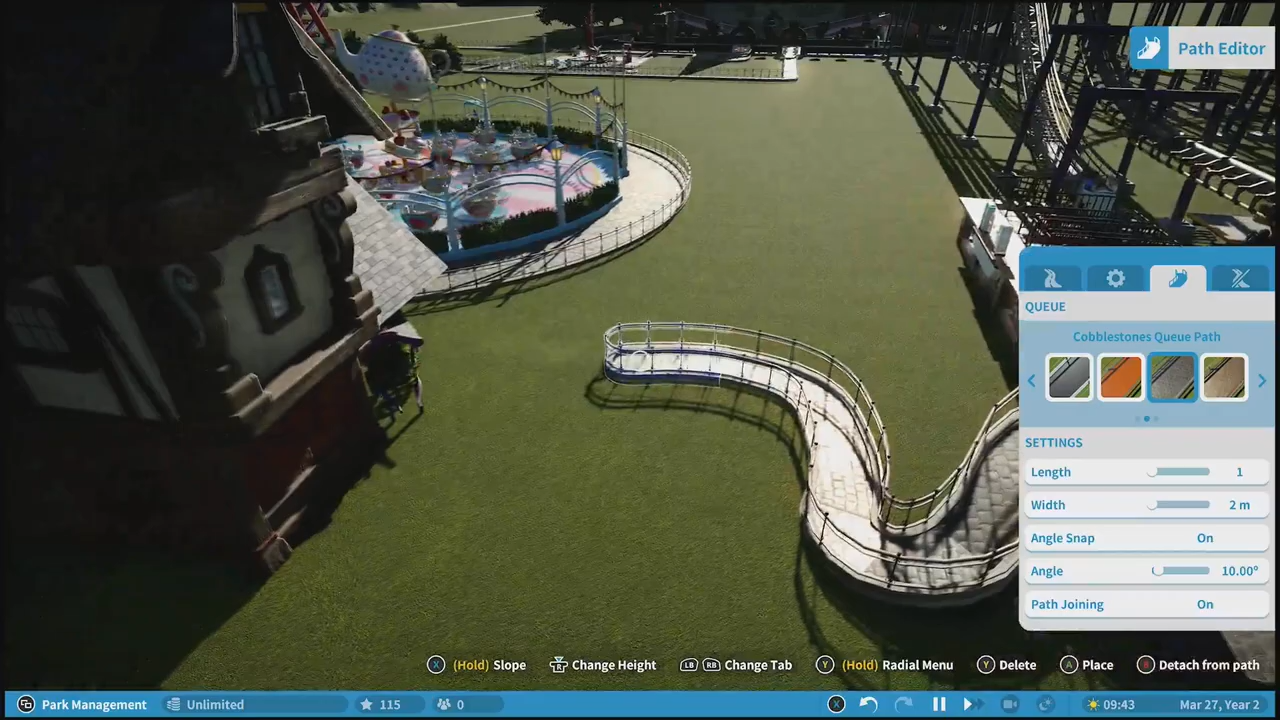 Path Editor
QUEUE
Cobblestones Queue Path
SETTINGS
Length 1
Width 2 m
Angle Snap On
Angle 10.00°
Path Joining On
X (Hold) Slope R Change Height LB RB Change Tab Y (Hold) Radial Menu Y Delete A Place B Detach from path
Park Management Unlimited 115 0 X 09:43 Mar 27, Year 2